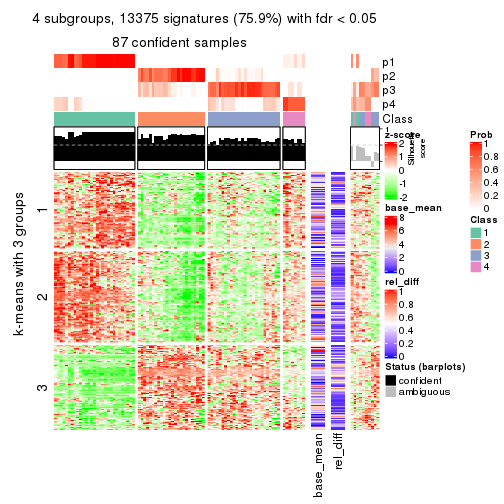 4 subgroups, 13375 signatures (75.9%) with fdr < 0.05
87 confident samples
p1
p2
p3
p4
Class
1
Silhouette score
z-score
2
1
0
-1
-2
base_mean
8
6
4
2
0
rel_diff
1
0.8
0.6
0.4
0.2
0
Status (barplots)
confident
ambiguous
Prob
1
0.8
0.6
0.4
0.2
0
Class
1
2
3
4
k-means with 3 groups
1
2
3
base_mean
rel_diff